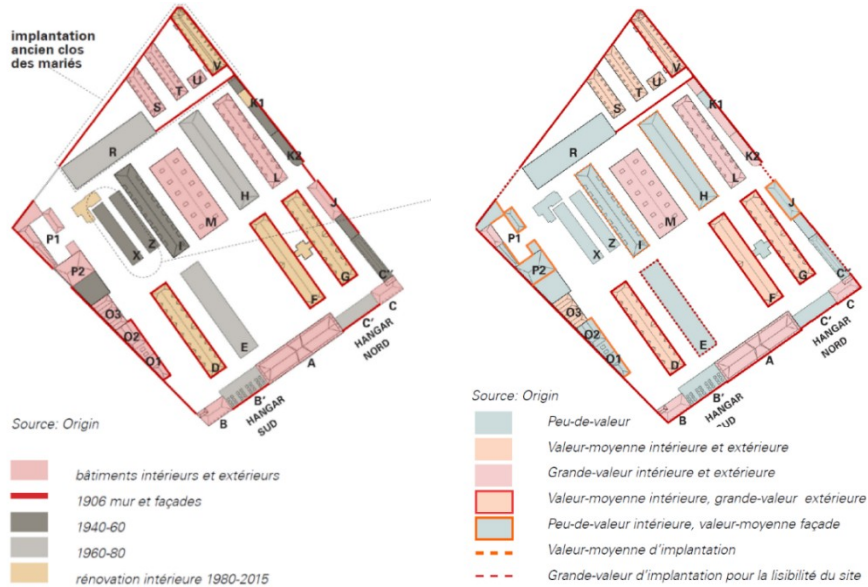 implantation
ancien clos
des mariés
V
U
T
S
K1
R
K2
L
H
M
J
P1
X
Z
I
P2
G
C"
F
C
O3
C'
HANGAR
NORD
O2
E
O1
A
D
B'
HANGAR
SUD
B
Source: Origin
bâtiments intérieurs et extérieurs
1906 mur et façades
1940-60
1960-80
rénovation intérieure 1980-2015
V
U
T
S
K1
R
K2
L
H
M
J
P1
X
Z
I
P2
G
C"
F
C
O3
C'
HANGAR
NORD
O2
E
O1
A
D
B'
HANGAR
SUD
B
Source: Origin
Peu-de-valeur
Valeur-moyenne intérieure et extérieure
Grande-valeur intérieure et extérieure
Valeur-moyenne intérieure, grande-valeur extérieure
Peu-de-valeur intérieure, valeur-moyenne façade
Valeur-moyenne d'implantation
Grande-valeur d'implantation pour la lisibilité du site